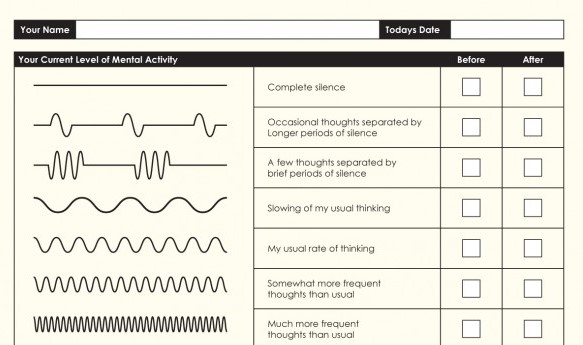 Your Name
Todays Date
Your Current Level of Mental Activity
Before
After
Complete silence
Occasional thoughts separated by
Longer periods of silence
A few thoughts separated by
brief periods of silence
Slowing of my usual thinking
My usual rate of thinking
Somewhat more frequent
thoughts than usual
Much more frequent
thoughts than usual